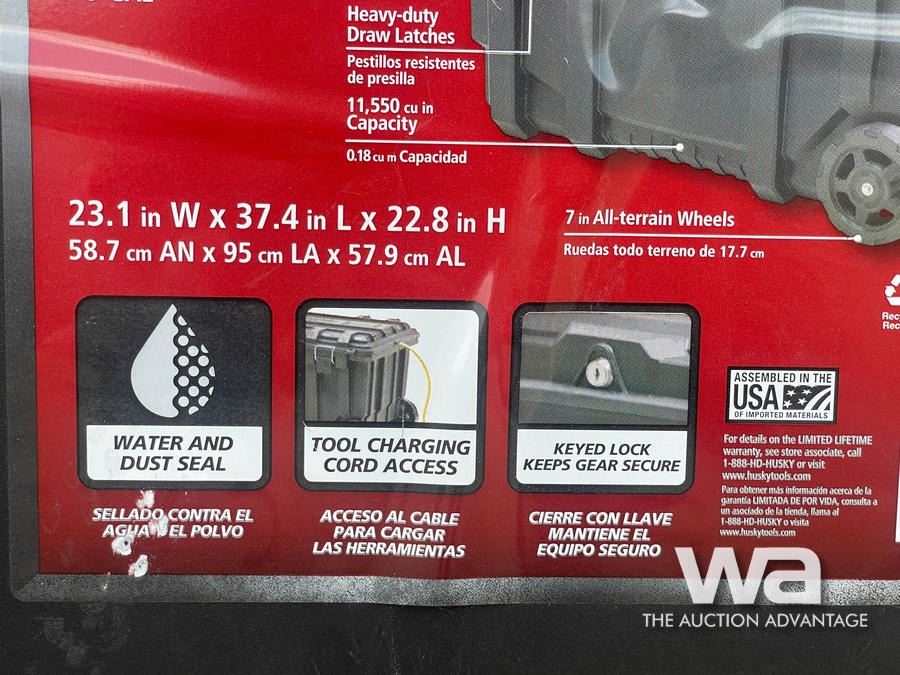 Heavy-duty
Draw Latches
Pestillos resistentes
de presilla
11,550 cu in
Capacity
0.18 cu m Capacidad
23.1 in W x 37.4 in L x 22.8 in H
58.7 cm AN x 95 cm LA x 57.9 cm AL
7 in All-terrain Wheels
Ruedas todo terreno de 17.7 cm
WATER AND
DUST SEAL
SELLADO CONTRA EL
AGUA Y EL POLVO
TOOL CHARGING
CORD ACCESS
ACCESO AL CABLE
PARA CARGAR
LAS HERRAMIENTAS
KEYED LOCK
KEEPS GEAR SECURE
CIERRE CON LLAVE
MANTIENE EL
EQUIPO SEGURO
ASSEMBLED IN THE
USA
OF IMPORTED MATERIALS
For details on the LIMITED LIFETIME
warranty, see store associate, call
1-888-HD-HUSKY or visit
www.huskytools.com
Para obtener más información acerca de la
garantía LIMITADA DE POR VIDA, consulta a
un asociado de la tienda, llama al
1-888-HD-HUSKY o visita
www.huskytools.com
wa
THE AUCTION ADVANTAGE